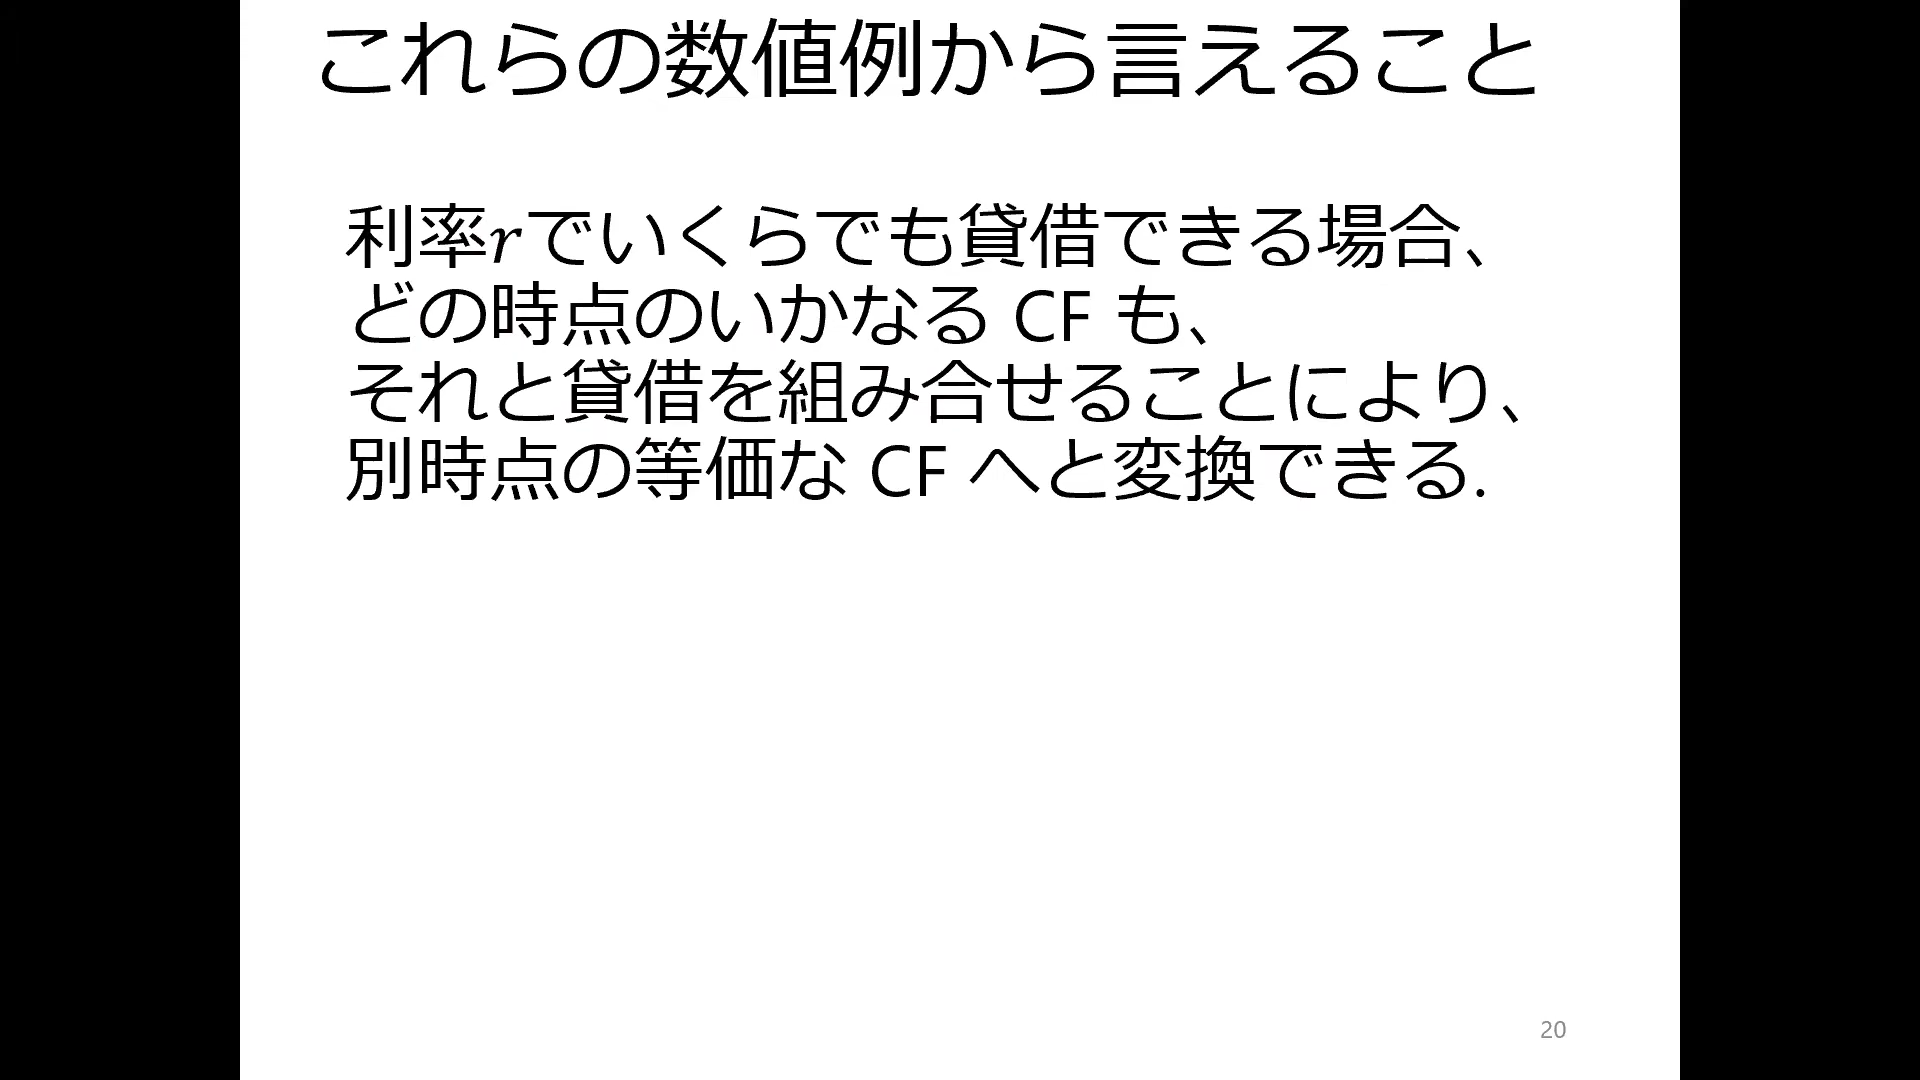 これらの数値例から言えること
利率rでいくらでも貸借できる場合、
どの時点のいかなる CF も、
それと貸借を組み合せることにより、
別時点の等価な CF へと変換できる.
20